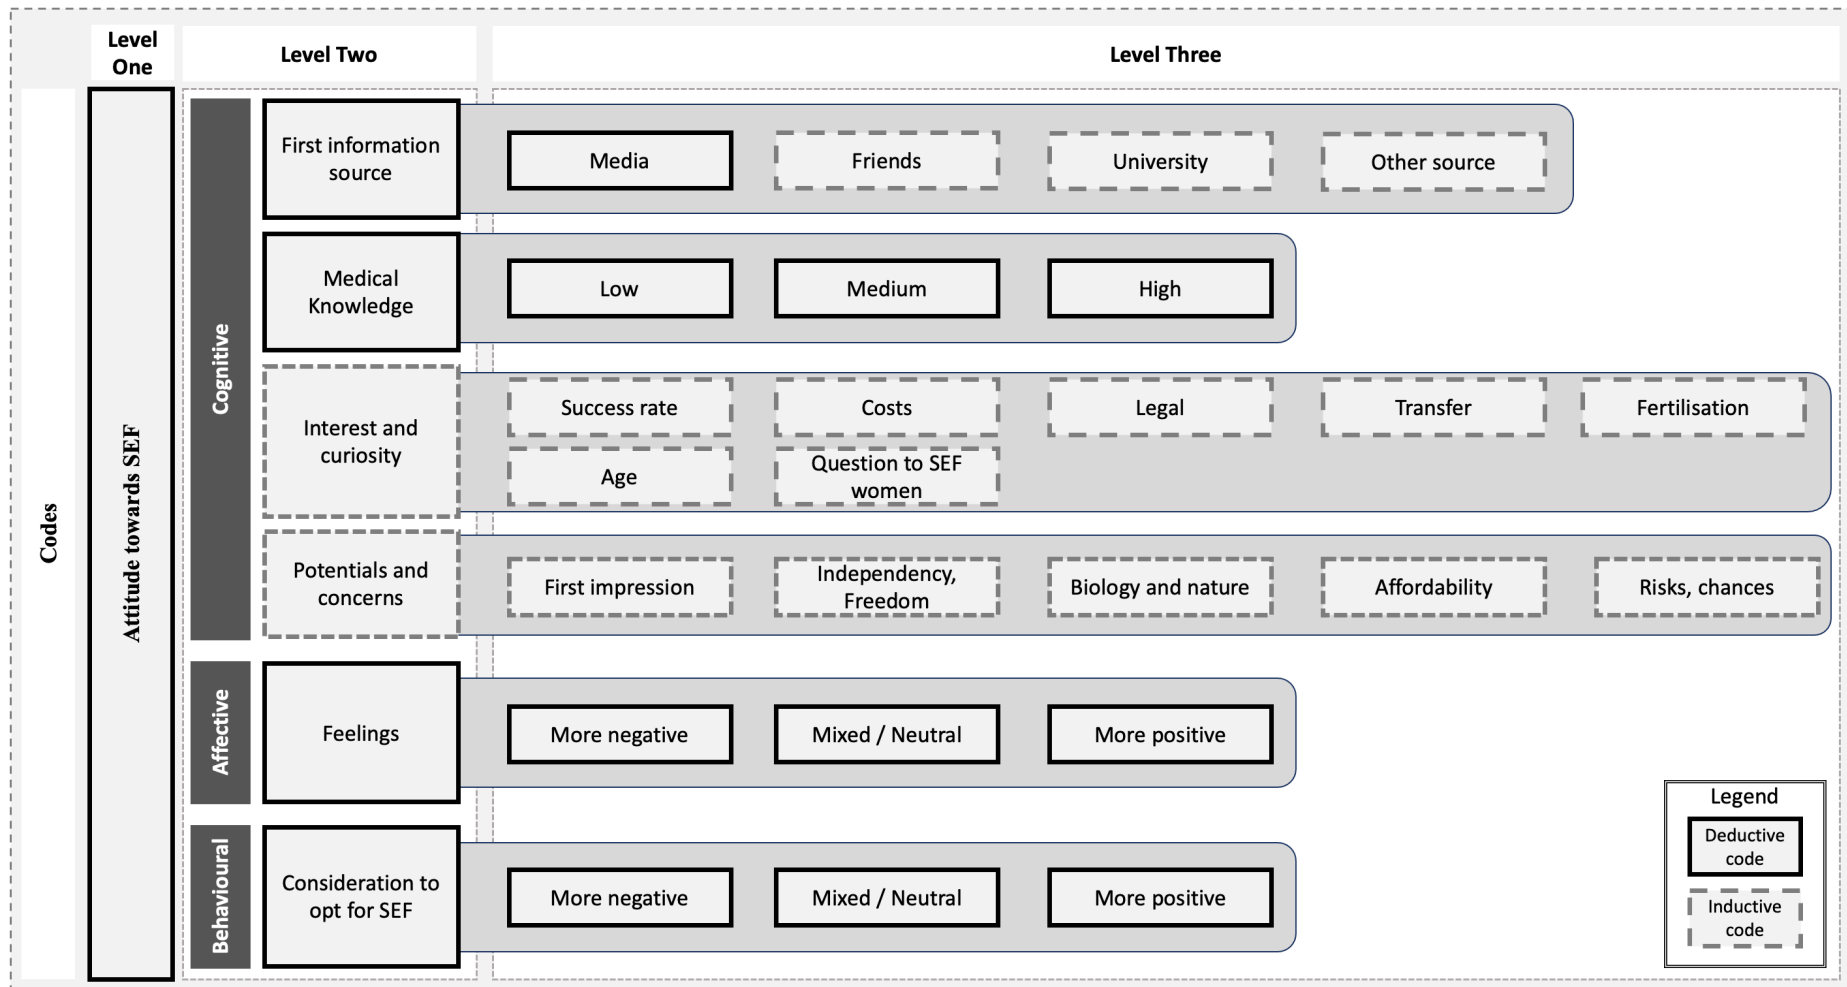 Level
One
Level Two
Level Three
Codes
Attitude towards SEF
Cognitive
First information
source
Media
Friends
University
Other source
Medical
Knowledge
Low
Medium
High
Interest and
curiosity
Success rate
Costs
Legal
Transfer
Fertilisation
Age
Question to SEF
women
Potentials and
concerns
First impression
Independency,
Freedom
Biology and nature
Affordability
Risks, chances
Affective
Feelings
More negative
Mixed / Neutral
More positive
Behavioural
Consideration to
opt for SEF
More negative
Mixed / Neutral
More positive
Legend
Deductive
code
Inductive
code